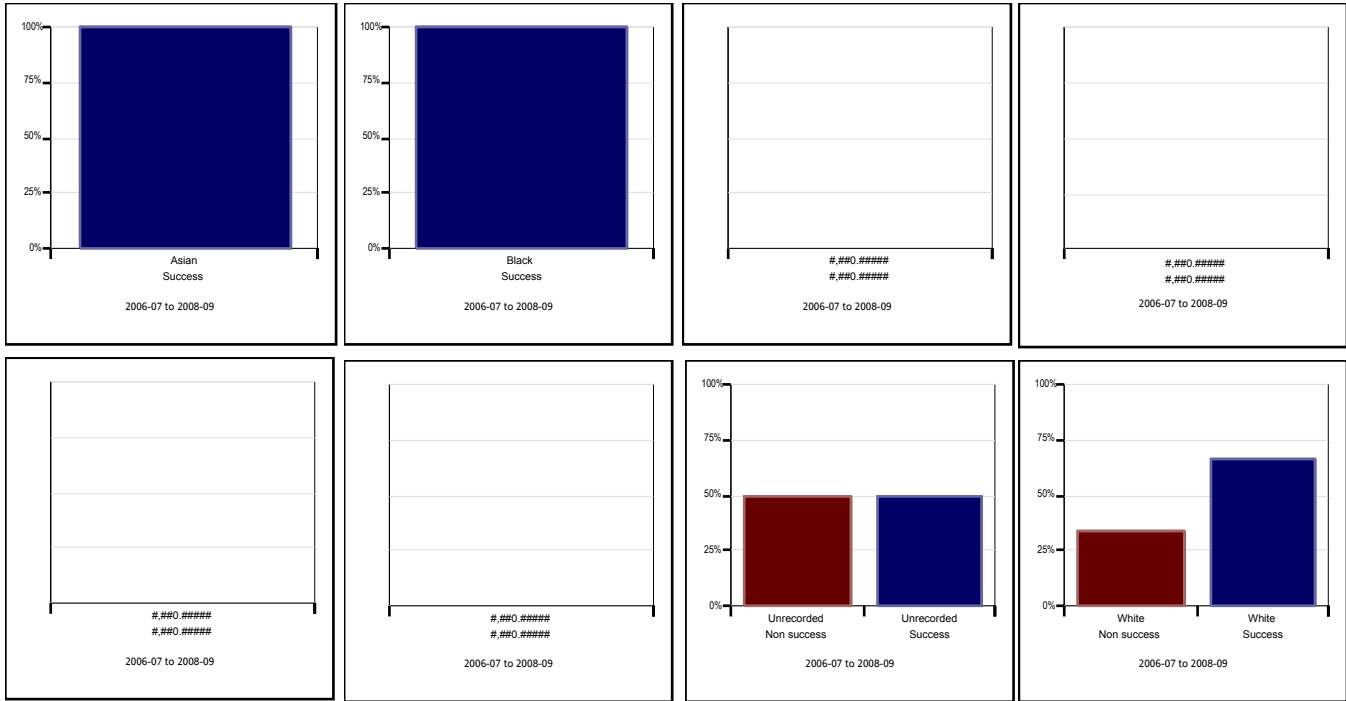 100%
75%
50%
25%
0%
Asian
Success
2006-07 to 2008-09
100%
75%
50%
25%
0%
Black
Success
2006-07 to 2008-09
#,##0.#####
#,##0.#####
2006-07 to 2008-09
#,##0.#####
#,##0.#####
2006-07 to 2008-09
#,##0.#####
#,##0.#####
2006-07 to 2008-09
#,##0.#####
#,##0.#####
2006-07 to 2008-09
100%
75%
50%
25%
0%
Unrecorded Unrecorded
Non success Success
2006-07 to 2008-09
100%
75%
50%
25%
0%
White White
Non success Success
2006-07 to 2008-09